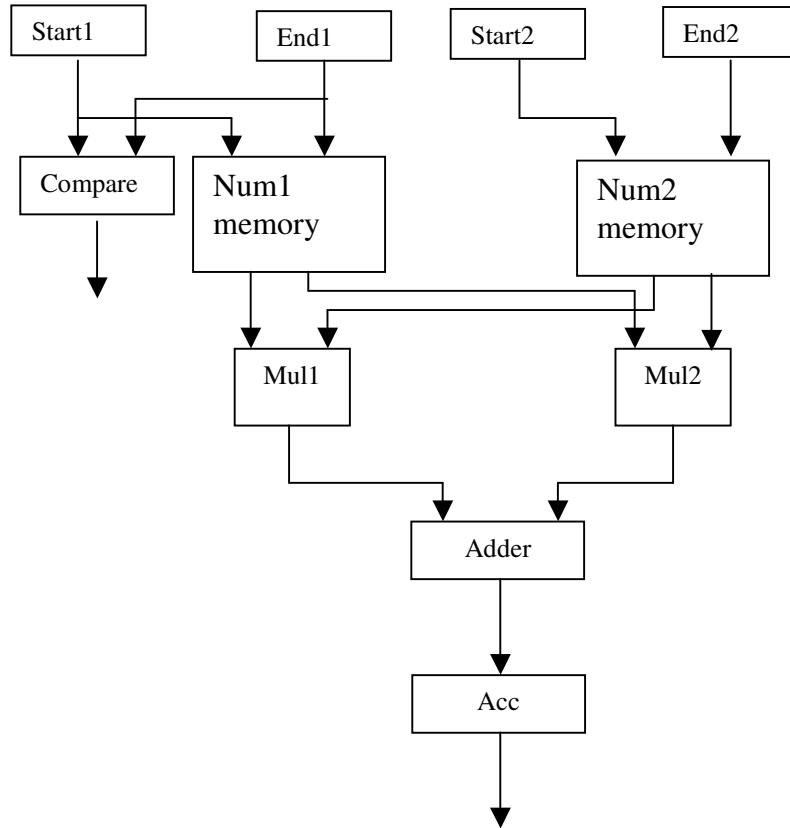 Start1
End1
Start2
End2
Compare
Num1
memory
Num2
memory
Mul1
Mul2
Adder
Acc